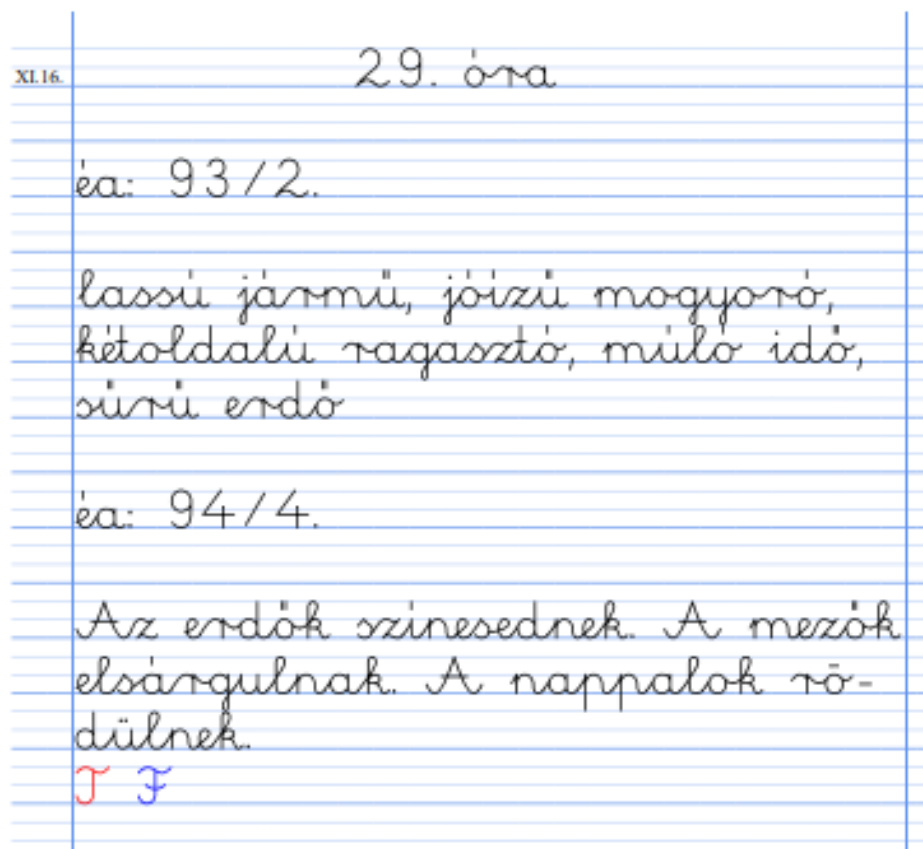 XI.16.
29. óra
éa: 93/2.
lassú jármű, jóízű mogyoró,
kétoldalú ragasztó, múló idő,
sűrű erdő
éa: 94/4.
Az erdők színesednek. A mezők
elsárgulnak. A nappalok rö-
dülnek.
T F